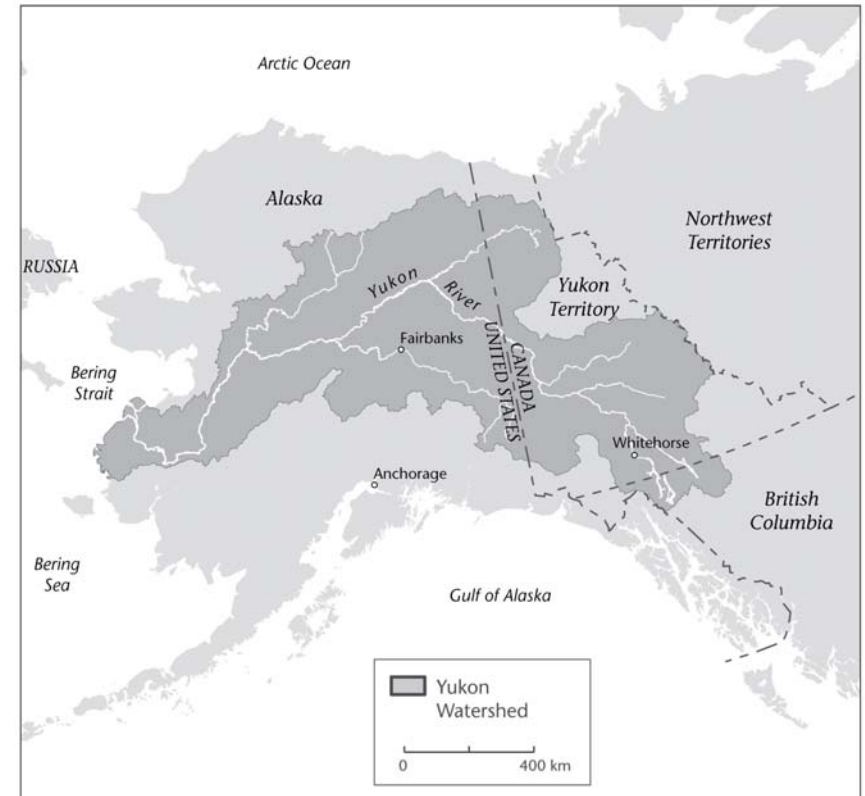 Arctic Ocean
Alaska
Northwest
Territories
RUSSIA
Yukon
River
Yukon
Territory
Fairbanks
CANADA
UNITED STATES
Bering
Strait
Whitehorse
Anchorage
British
Columbia
Bering
Sea
Gulf of Alaska
Yukon
Watershed
0
400 km